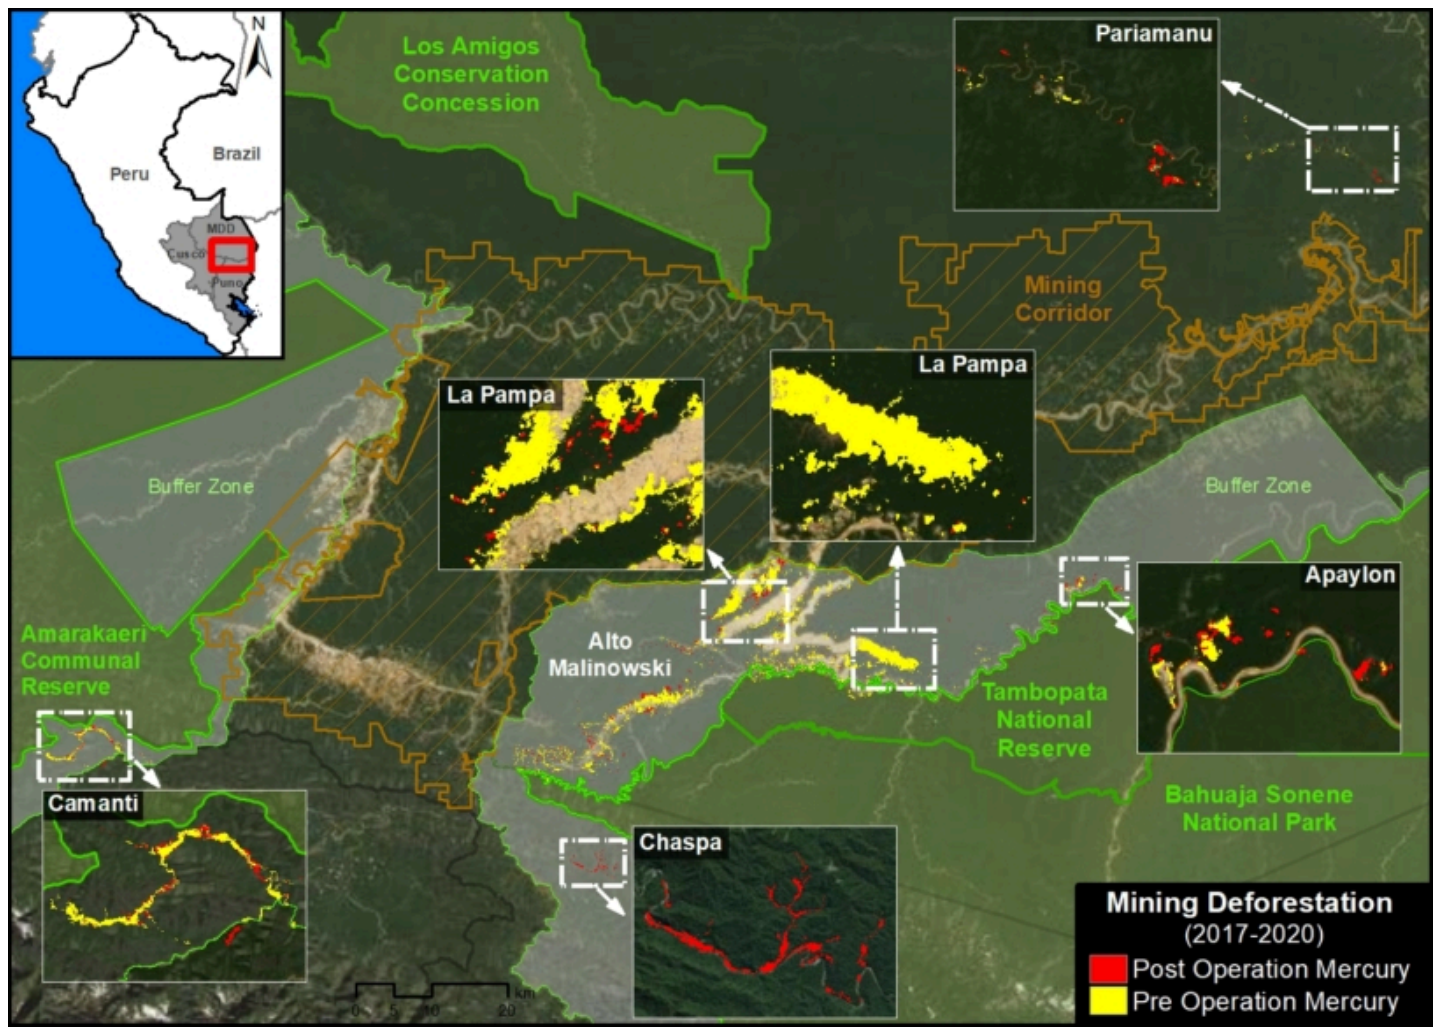 N
Peru
Brazil
MDD
Cusco
Puno
Los Amigos
Conservation
Concession
Pariamanu
Mining
Corridor
La Pampa
La Pampa
Buffer Zone
Buffer Zone
Apaylon
Amarakaeri
Communal
Reserve
Alto
Malinowski
Tambopata
National
Reserve
Camanti
Chaspa
Bahuaja Sonene
National Park
km
0 5 10 20
Mining Deforestation
(2017-2020)
Post Operation Mercury
Pre Operation Mercury